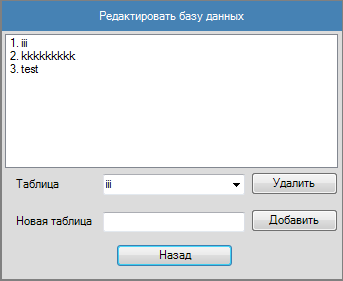 Редактировать базу данных
1. iii
2. kkkkkkkkk
3. test
Таблица iii Удалить
Новая таблица Добавить
Назад